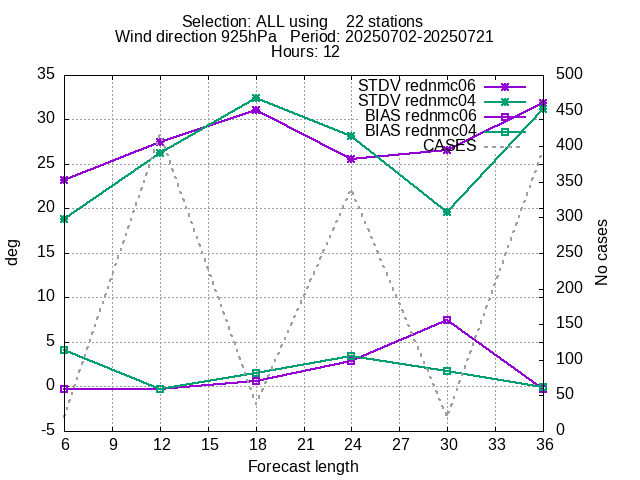 Selection: ALL using    22 stations
Wind direction 925hPa   Period: 20250702-20250721
Hours: 12
STDV rednmc06
STDV rednmc04
BIAS rednmc06
BIAS rednmc04
CASES
deg
35
30
25
20
15
10
5
0
-5
500
450
400
350
300
250
200
150
100
50
0
No cases
6 9 12 15 18 21 24 27 30 33 36
Forecast length